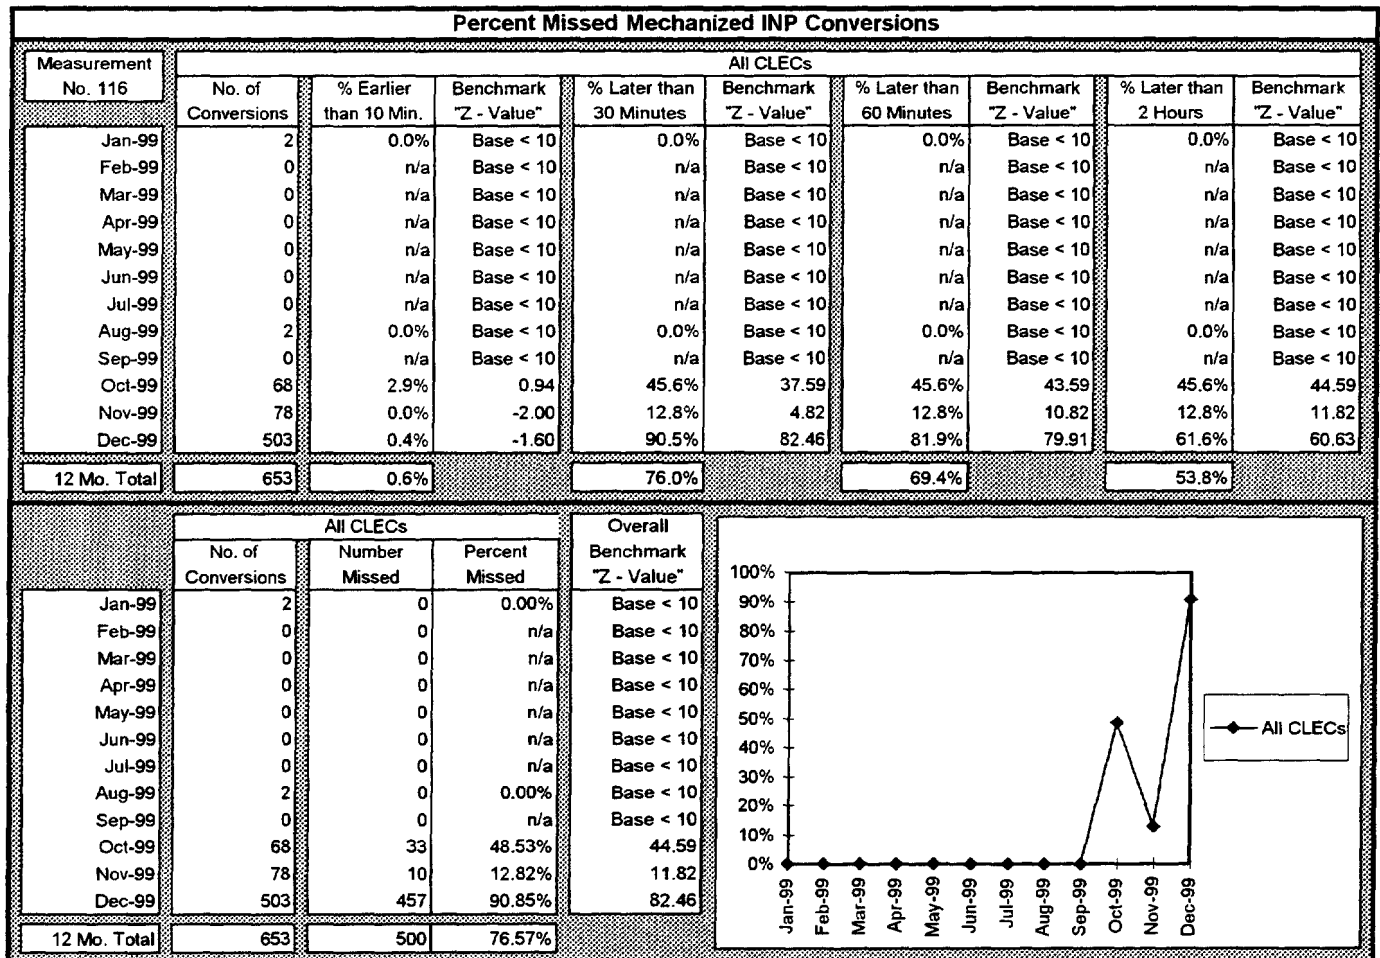 Percent Missed Mechanized INP Conversions
Measurement No. 116
All CLECs
No. of Conversions | % Earlier than 10 Min. | Benchmark "Z - Value" | % Later than 30 Minutes | Benchmark "Z - Value" | % Later than 60 Minutes | Benchmark "Z - Value" | % Later than 2 Hours | Benchmark "Z - Value"
Jan-99 2 0.0% Base < 10 0.0% Base < 10 0.0% Base < 10 0.0% Base < 10
Feb-99 0 n/a Base < 10 n/a Base < 10 n/a Base < 10 n/a Base < 10
Mar-99 0 n/a Base < 10 n/a Base < 10 n/a Base < 10 n/a Base < 10
Apr-99 0 n/a Base < 10 n/a Base < 10 n/a Base < 10 n/a Base < 10
May-99 0 n/a Base < 10 n/a Base < 10 n/a Base < 10 n/a Base < 10
Jun-99 0 n/a Base < 10 n/a Base < 10 n/a Base < 10 n/a Base < 10
Jul-99 0 n/a Base < 10 n/a Base < 10 n/a Base < 10 n/a Base < 10
Aug-99 2 0.0% Base < 10 0.0% Base < 10 0.0% Base < 10 0.0% Base < 10
Sep-99 0 n/a Base < 10 n/a Base < 10 n/a Base < 10 n/a Base < 10
Oct-99 68 2.9% 0.94 45.6% 37.59 45.6% 43.59 45.6% 44.59
Nov-99 78 0.0% -2.00 12.8% 4.82 12.8% 10.82 12.8% 11.82
Dec-99 503 0.4% -1.60 90.5% 82.46 81.9% 79.91 61.6% 60.63
12 Mo. Total 653 0.6% 76.0% 69.4% 53.8%
All CLECs
No. of Conversions | Number Missed | Percent Missed | Overall Benchmark "Z - Value"
Jan-99 2 0 0.00% Base < 10
Feb-99 0 0 n/a Base < 10
Mar-99 0 0 n/a Base < 10
Apr-99 0 0 n/a Base < 10
May-99 0 0 n/a Base < 10
Jun-99 0 0 n/a Base < 10
Jul-99 0 0 n/a Base < 10
Aug-99 2 0 0.00% Base < 10
Sep-99 0 0 n/a Base < 10
Oct-99 68 33 48.53% 44.59
Nov-99 78 10 12.82% 11.82
Dec-99 503 457 90.85% 82.46
12 Mo. Total 653 500 76.57%
100%
90%
80%
70%
60%
50%
40%
30%
20%
10%
0%
Jan-99
Feb-99
Mar-99
Apr-99
May-99
Jun-99
Jul-99
Aug-99
Sep-99
Oct-99
Nov-99
Dec-99
All CLECs